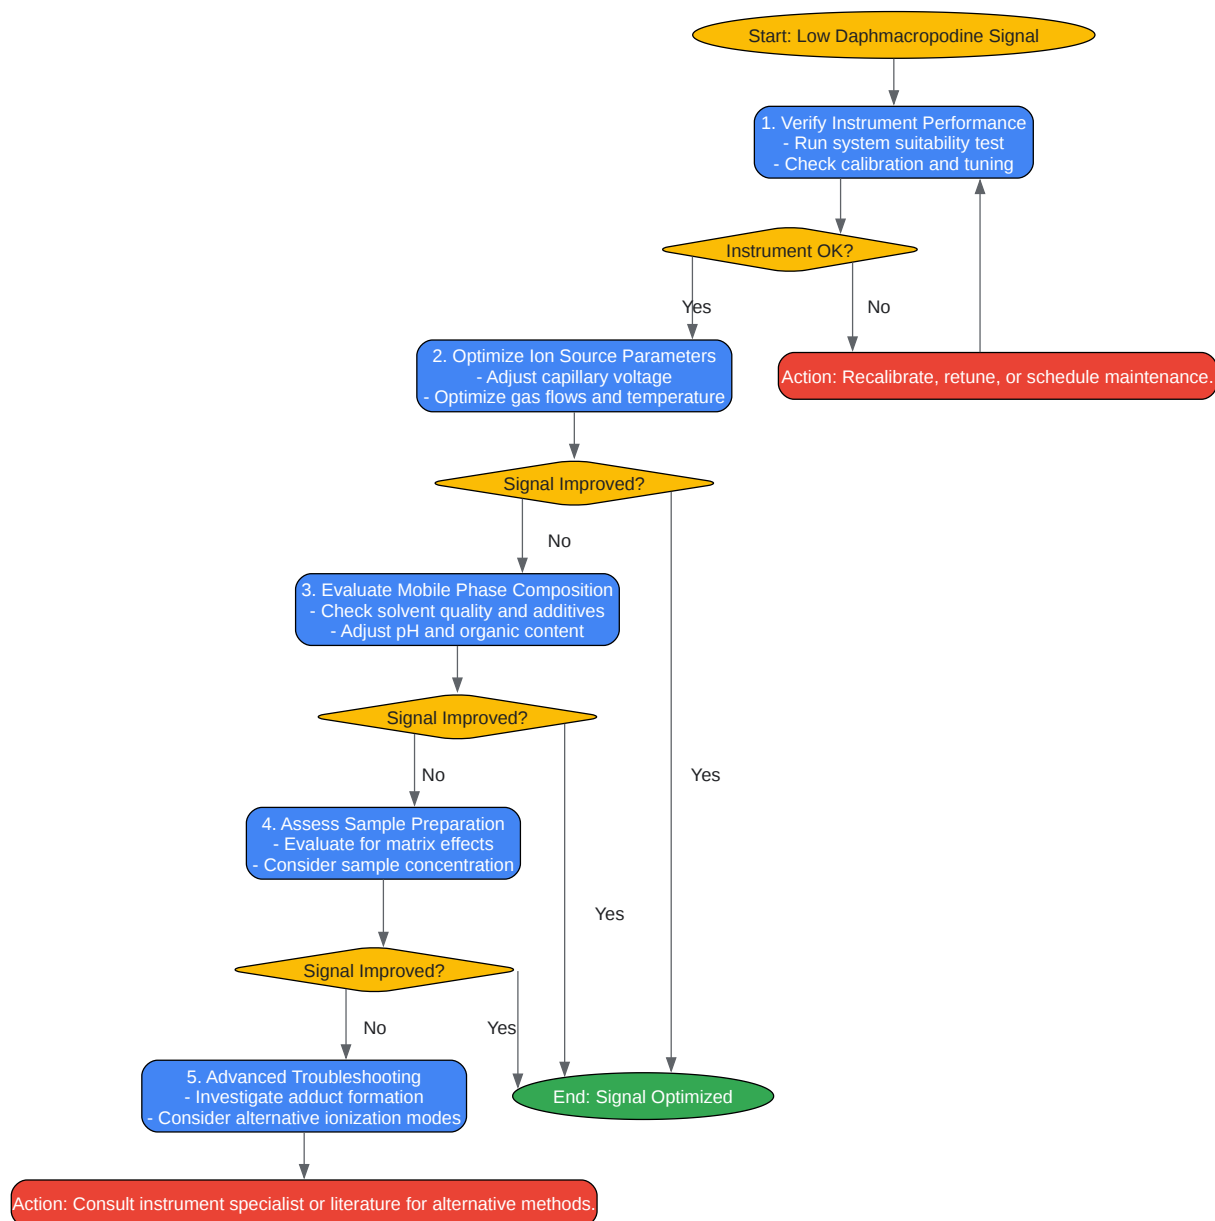 Start: Low Daphmacropodine Signal
1. Verify Instrument Performance
- Run system suitability test
- Check calibration and tuning
Instrument OK?
Yes
No
2. Optimize Ion Source Parameters
- Adjust capillary voltage
- Optimize gas flows and temperature
Action: Recalibrate, retune, or schedule maintenance.
Signal Improved?
No
3. Evaluate Mobile Phase Composition
- Check solvent quality and additives
- Adjust pH and organic content
Signal Improved?
No
Yes
4. Assess Sample Preparation
- Evaluate for matrix effects
- Consider sample concentration
Yes
Signal Improved?
No
Yes
5. Advanced Troubleshooting
- Investigate adduct formation
- Consider alternative ionization modes
End: Signal Optimized
Action: Consult instrument specialist or literature for alternative methods.